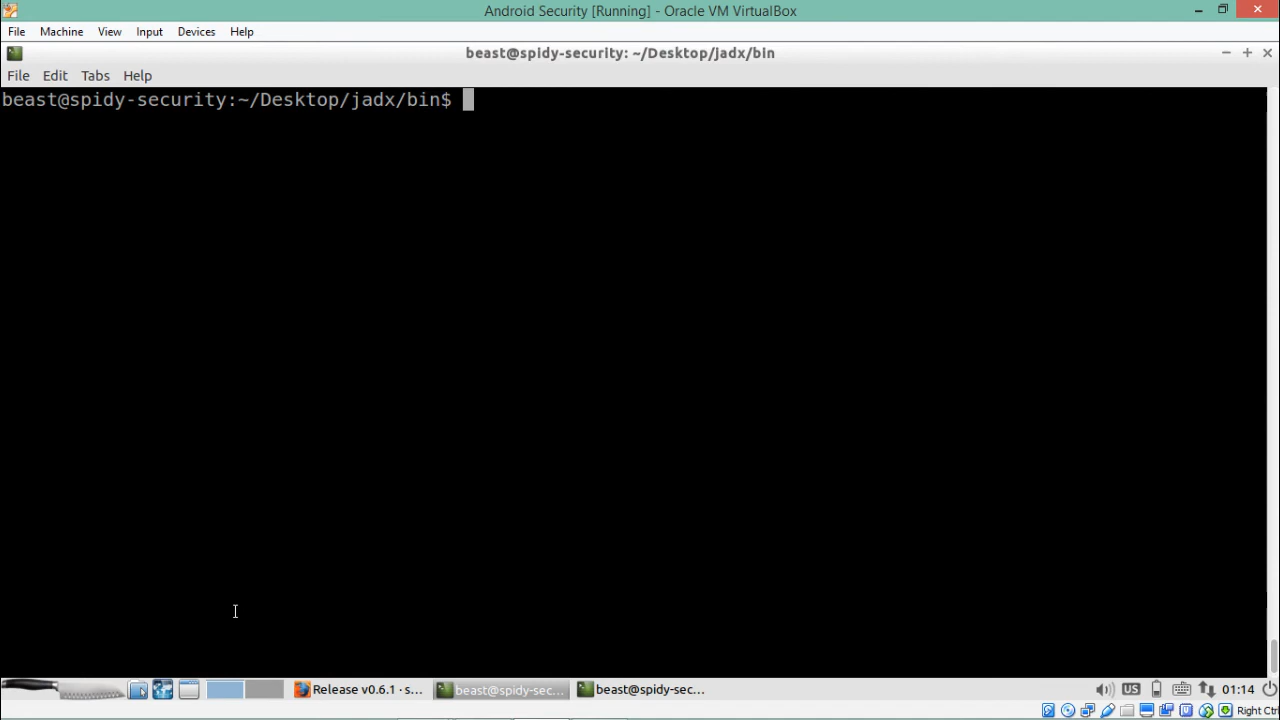 Android Security [Running] - Oracle VM VirtualBox
File Machine View Input Devices Help
beast@spidy-security: ~/Desktop/jadx/bin
File Edit Tabs Help
beast@spidy-security:~/Desktop/jadx/bin$
Release v0.6.1 · s... beast@spidy-sec... beast@spidy-sec... US 01:14
Right Ctrl